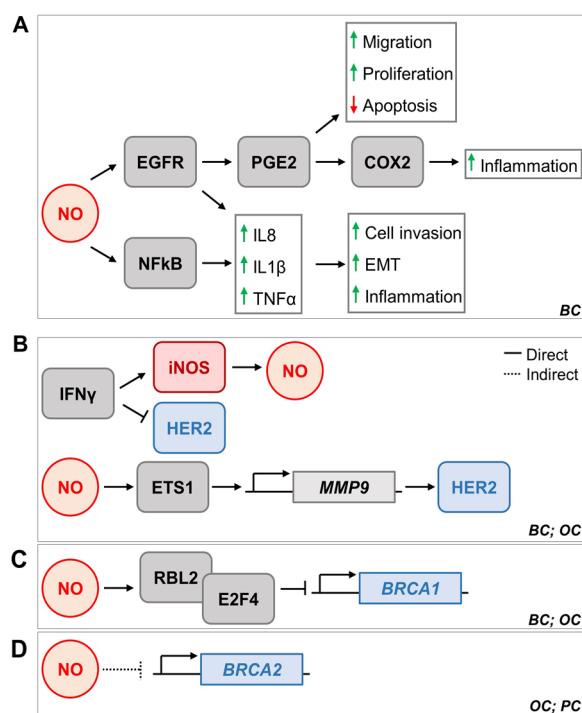 A
Migration
Proliferation
Apoptosis
EGFR
PGE2
COX2
Inflammation
NO
NFkB
IL8
IL1β
TNFα
Cell invasion
EMT
Inflammation
BC
B
IFNγ
iNOS
NO
HER2
Direct
Indirect
NO
ETS1
MMP9
HER2
BC; OC
C
NO
RBL2
E2F4
BRCA1
BC; OC
D
NO
BRCA2
OC; PC